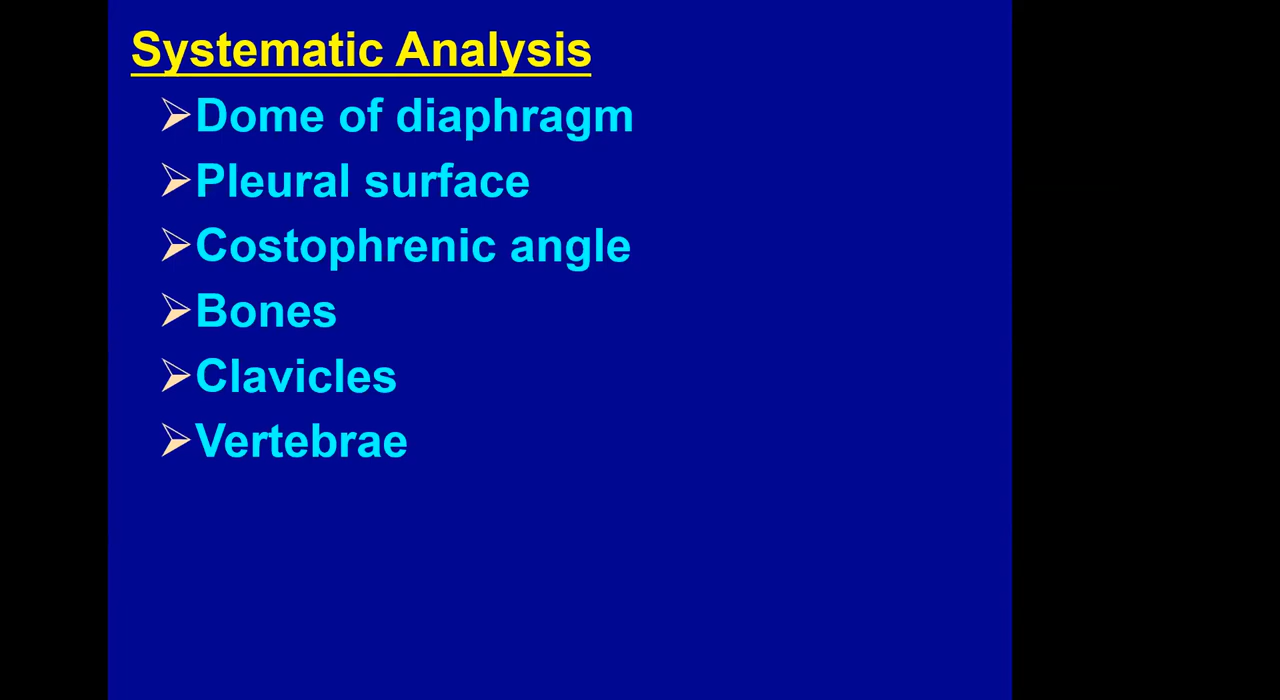 Systematic Analysis
➢Dome of diaphragm
➢Pleural surface
➢Costophrenic angle
➢Bones
➢Clavicles
➢Vertebrae